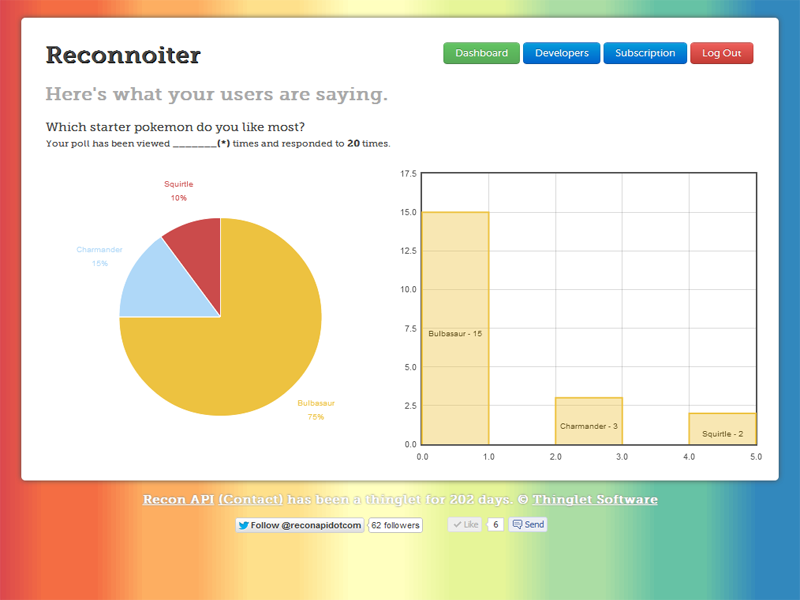 Reconnoiter
Dashboard Developers Subscription Log Out
Here's what your users are saying.
Which starter pokemon do you like most?
Your poll has been viewed _______(*) times and responded to 20 times.
Squirtle
10%
Charmander
15%
Bulbasaur
75%
17.5
15.0
12.5
10.0
7.5
5.0
2.5
0.0
Bulbasaur - 15
Charmander - 3
Squirtle - 2
0.0 1.0 2.0 3.0 4.0 5.0
Recon API (Contact) has been a thinglet for 202 days. © Thinglet Software
Follow @reconapidotcom 62 followers Like 6 Send